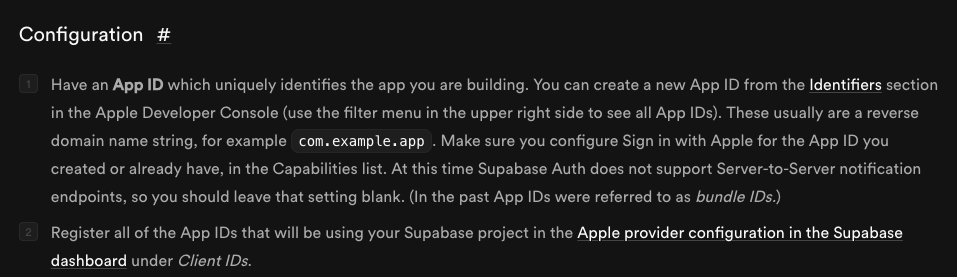 Configuration #
1 Have an App ID which uniquely identifies the app you are building. You can create a new App ID from the Identifiers section
in the Apple Developer Console (use the filter menu in the upper right side to see all App IDs). These usually are a reverse
domain name string, for example com.example.app . Make sure you configure Sign in with Apple for the App ID you
created or already have, in the Capabilities list. At this time Supabase Auth does not support Server-to-Server notification
endpoints, so you should leave that setting blank. (In the past App IDs were referred to as bundle IDs.)
2 Register all of the App IDs that will be using your Supabase project in the Apple provider configuration in the Supabase
dashboard under Client IDs.